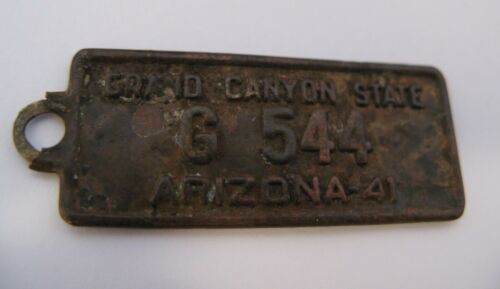 GRAND CANYON STATE
G 544
ARIZONA-41